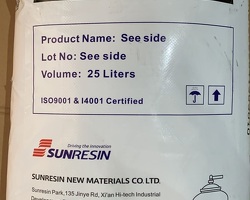 Product Name: See side
Lot No: See side
Volume: 25 Liters
ISO9001 & I4001 Certified
Driving the innovation
SUNRESIN
SUNRESIN NEW MATERIALS CO. LTD.
Sunresin Park, 135 Jinye Rd, Xi'an Hi-tech Industrial